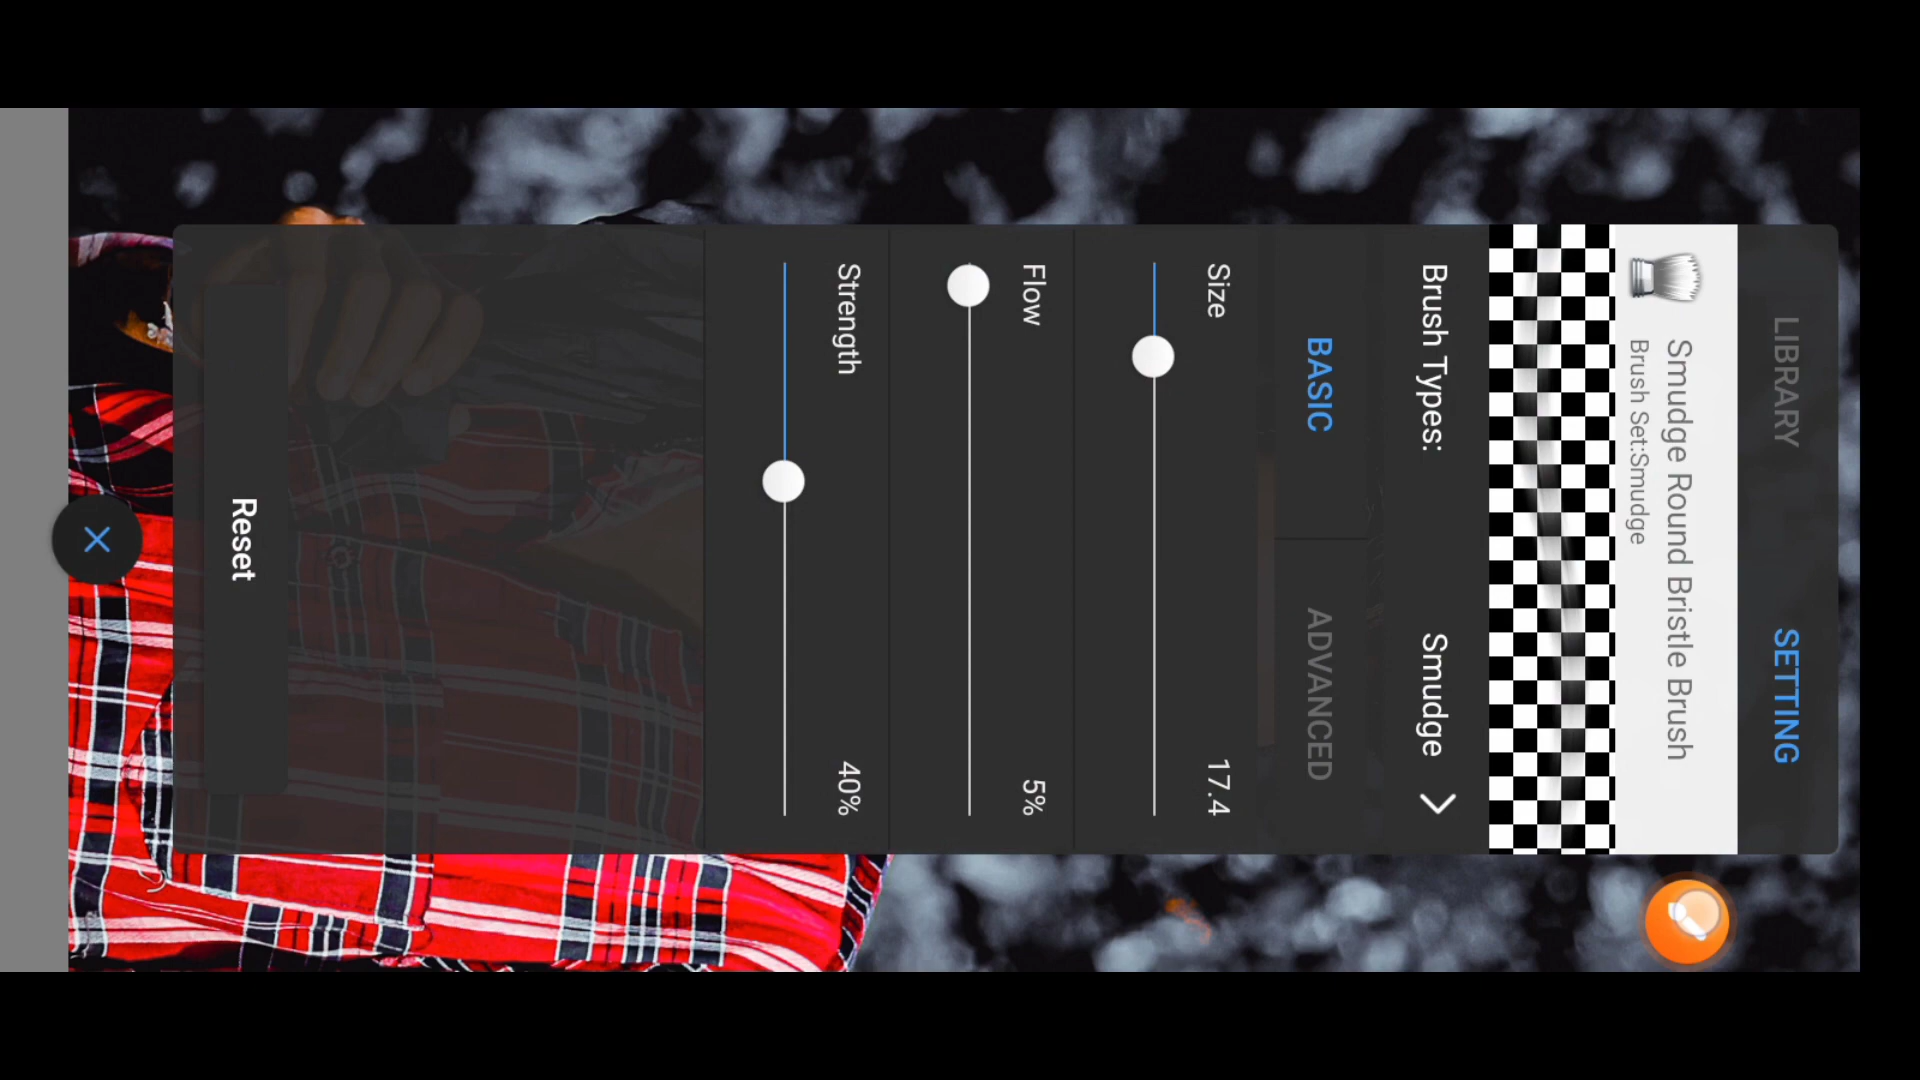 LIBRARY SETTING
Smudge Round Bristle Brush
Brush Set:Smudge
Brush Types: Smudge
BASIC ADVANCED
Size 17.4
Flow 5%
Strength 40%
Reset